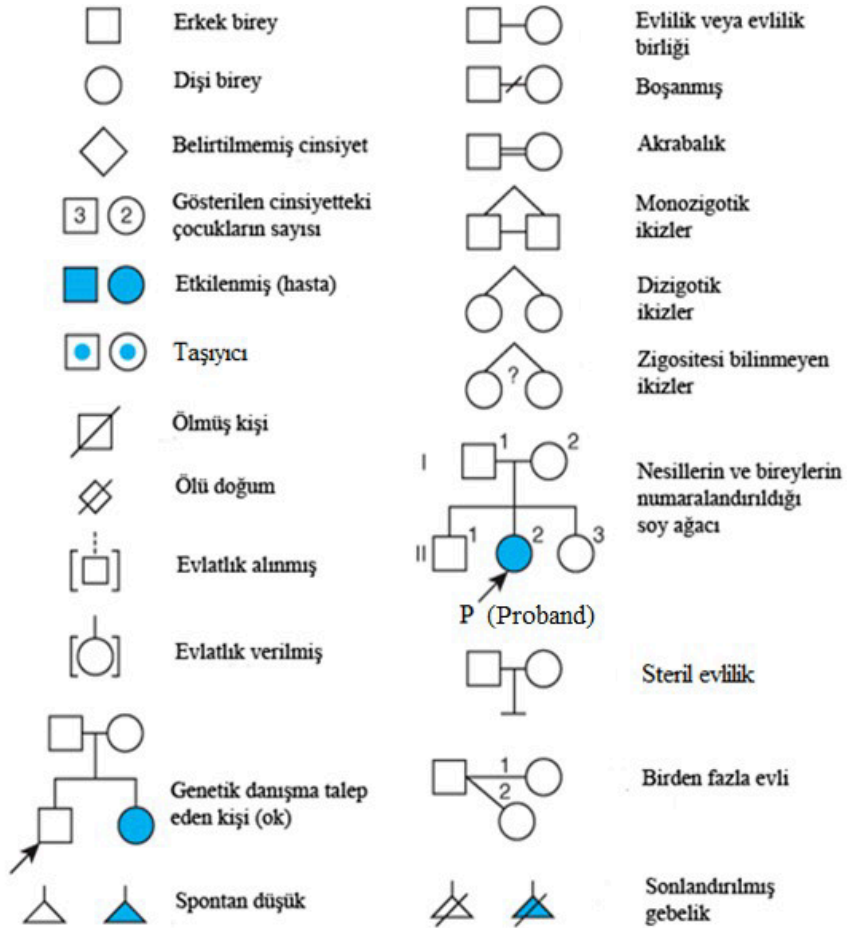 Erkek birey
Dişi birey
Belirtilmemiş cinsiyet
3 2
Gösterilen cinsiyetteki
çocukların sayısı
Etkilenmiş (hasta)
Taşıyıcı
Ölmüş kişi
Ölü doğum
Evlatlık alınmış
Evlatlık verilmiş
Genetik danışma talep
eden kişi (ok)
Spontan düşük
Evlilik veya evlilik
birliği
Boşanmış
Akrabalık
Monozigotik
ikizler
Dizigotik
ikizler
?
Zigositesi bilinmeyen
ikizler
I 1 2
II 1 2 3
P (Proband)
Nesillerin ve bireylerin
numaralandırıldığı
soy ağacı
Steril evlilik
1
2
Birden fazla evli
Sonlandırılmış
gebelik